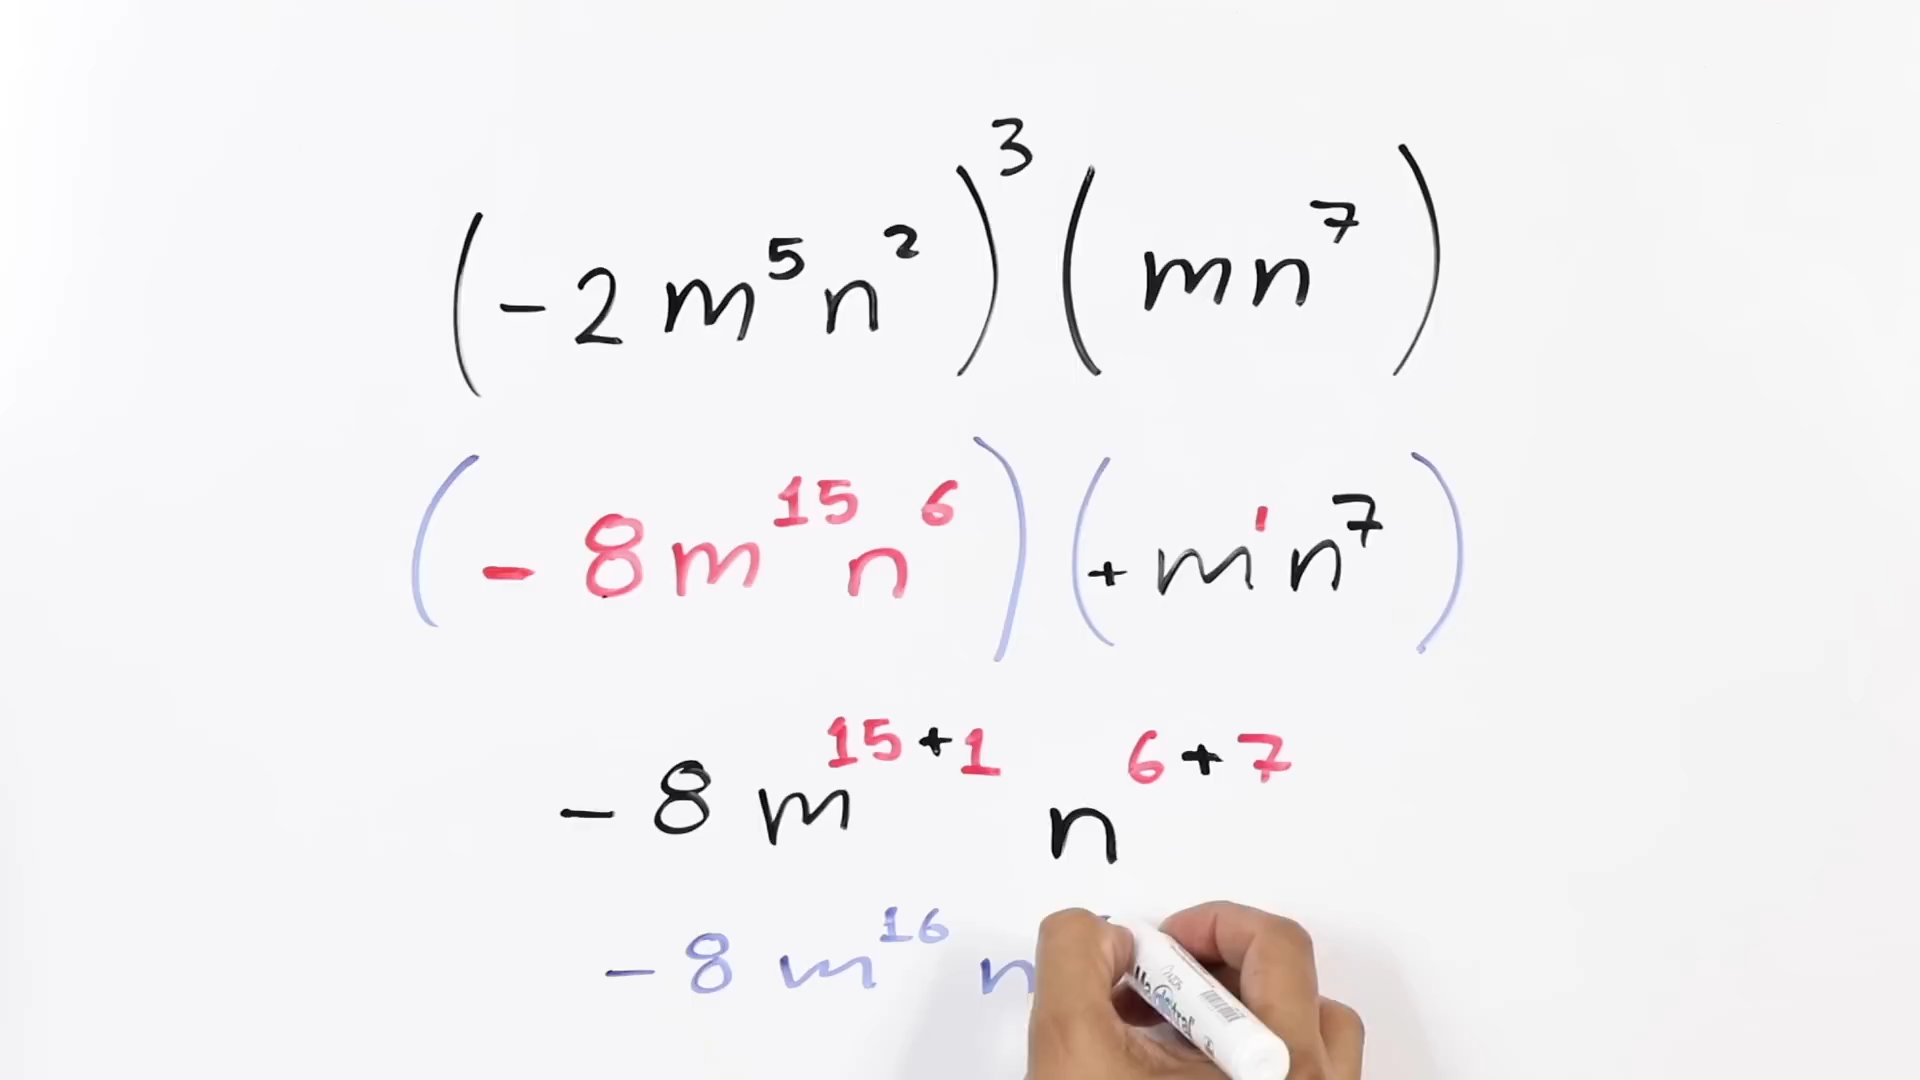 (-2m⁵n²)³(mn⁷)
(-8m¹⁵n⁶)(+m¹n⁷)
-8m¹⁵⁺¹n⁶⁺⁷
-8m¹⁶n